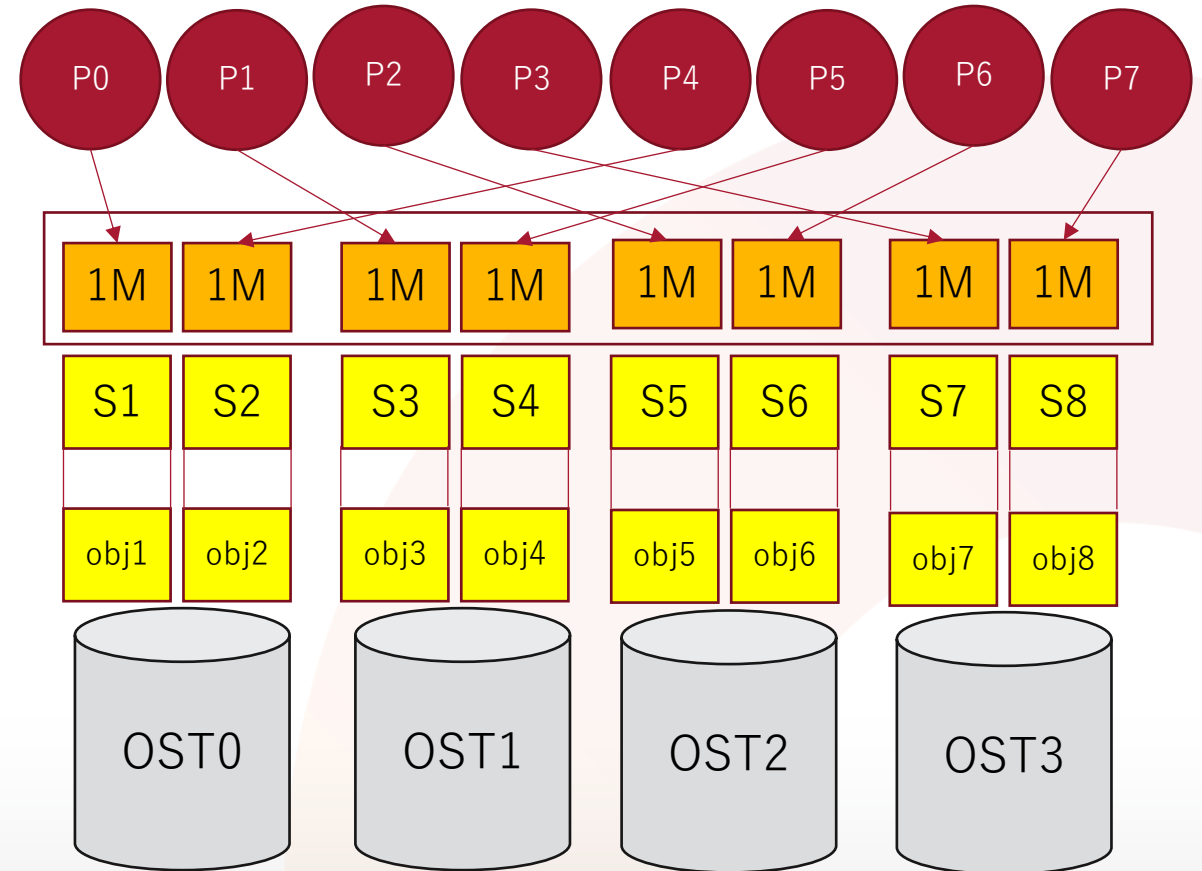 P0 P1 P2 P3 P4 P5 P6 P7
1M 1M 1M 1M 1M 1M 1M 1M
S1 S2 S3 S4 S5 S6 S7 S8
obj1 obj2 obj3 obj4 obj5 obj6 obj7 obj8
OST0 OST1 OST2 OST3